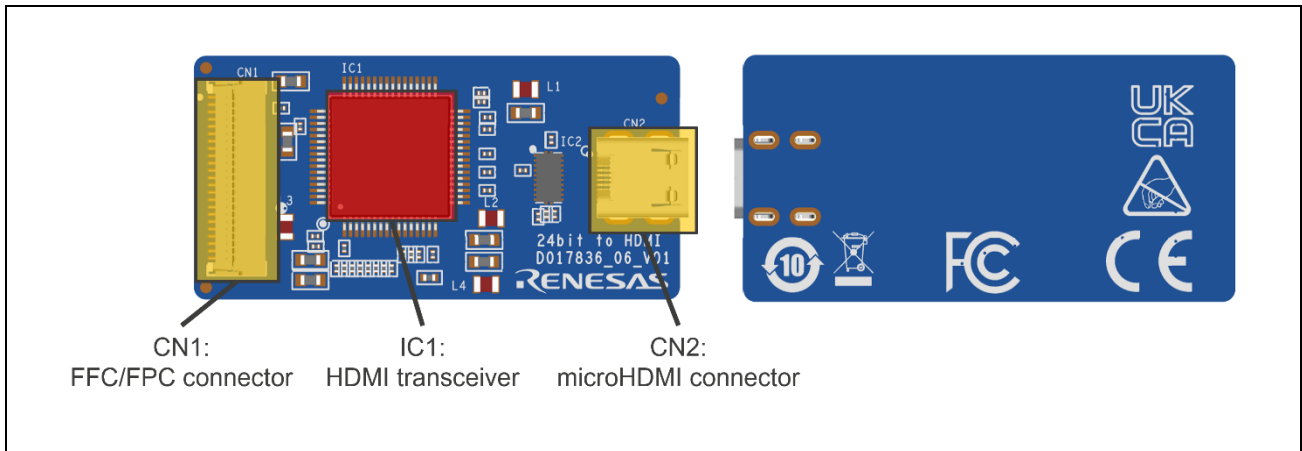 CN1
IC1
L1
CN2
IC2
3
L2
24bit to HDMI
D017836_06_V01
L4
RENESAS
UK
CA
10
FC
CE
CN1:
FFC/FPC connector
IC1:
HDMI transceiver
CN2:
microHDMI connector